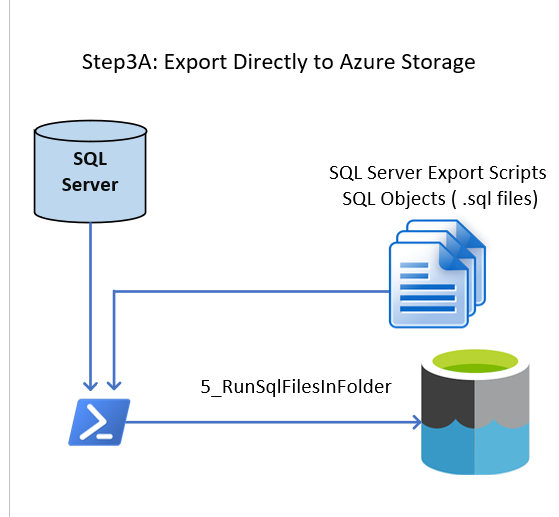 Step3A: Export Directly to Azure Storage
SQL
Server
SQL Server Export Scripts
SQL Objects ( .sql files)
5_RunSqlFilesInFolder